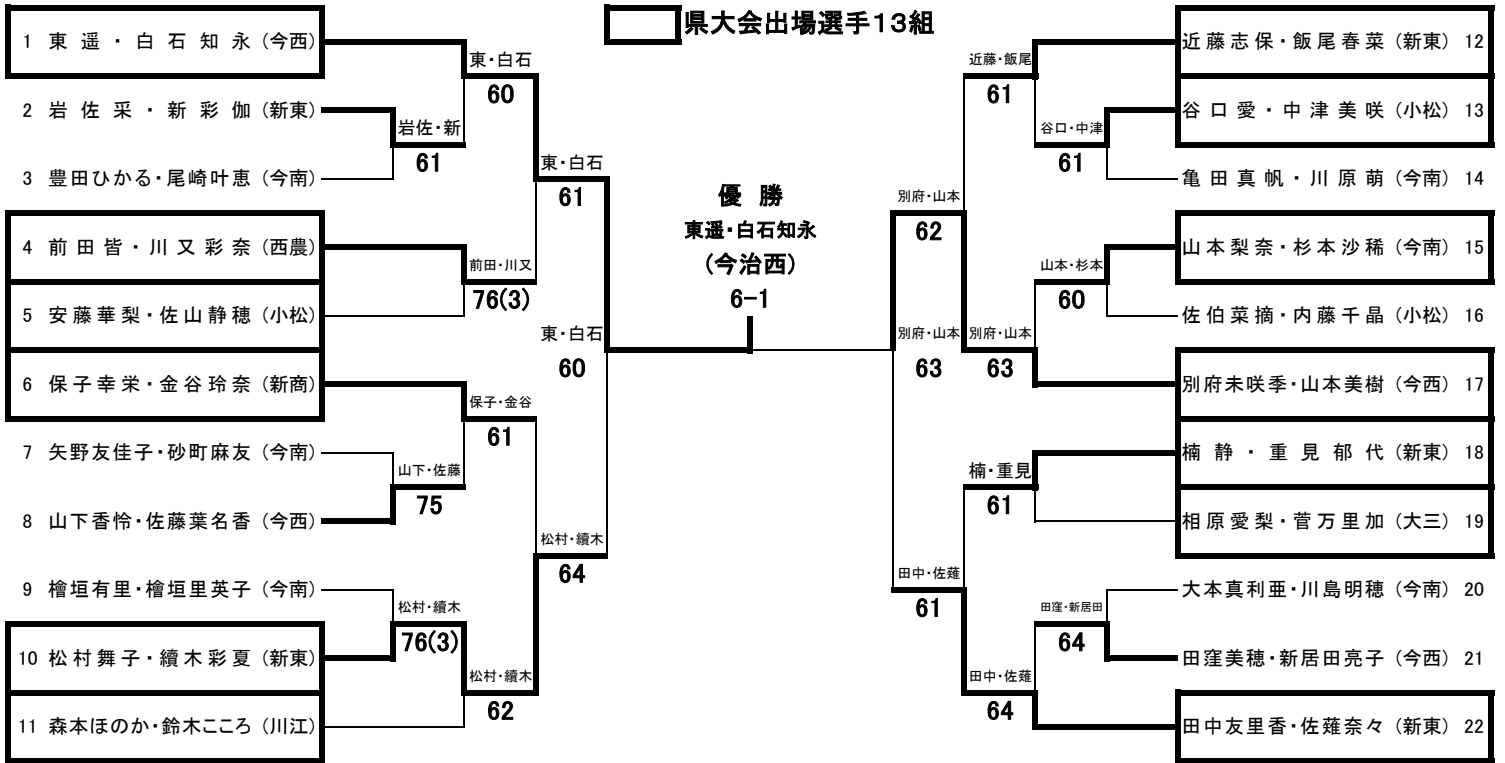 県大会出場選手13組
1 東 遥 ・ 白 石 知 永 (今西)
2 岩 佐 采 ・ 新 彩 伽 (新東)
3 豊田ひかる・尾崎叶恵 (今南)
4 前 田 皆 ・ 川 又 彩 奈 (西農)
5 安 藤 華 梨 ・ 佐 山 静 穂 (小松)
6 保 子 幸 栄 ・ 金 谷 玲 奈 (新商)
7 矢野友佳子・砂町麻友 (今南)
8 山下香怜・佐藤葉名香 (今西)
9 檜垣有里・檜垣里英子 (今南)
10 松 村 舞 子 ・ 續 木 彩 夏 (新東)
11 森本ほのか・鈴木こころ (川江)
東・白石
60
岩佐・新
61
東・白石
61
前田・川又
76(3)
東・白石
60
保子・金谷
61
山下・佐藤
75
松村・續木
64
松村・續木
76(3)
松村・續木
62
優 勝
東遥・白石知永
(今治西)
6-1
近藤・飯尾
61
谷口・中津
61
別府・山本
62
山本・杉本
60
別府・山本
63
別府・山本
63
楠・重見
61
田中・佐薙
61
田窪・新居田
64
田中・佐薙
64
近藤志保・飯尾春菜 (新東) 12
谷 口 愛 ・ 中 津 美 咲 (小松) 13
亀 田 真 帆 ・ 川 原 萌 (今南) 14
山本梨奈・杉本沙稀 (今南) 15
佐伯菜摘・内藤千晶 (小松) 16
別府未咲季・山本美樹 (今西) 17
楠 静 ・ 重 見 郁 代 (新東) 18
相原愛梨・菅万里加 (大三) 19
大本真利亜・川島明穂 (今南) 20
田窪美穂・新居田亮子 (今西) 21
田中友里香・佐薙奈々 (新東) 22